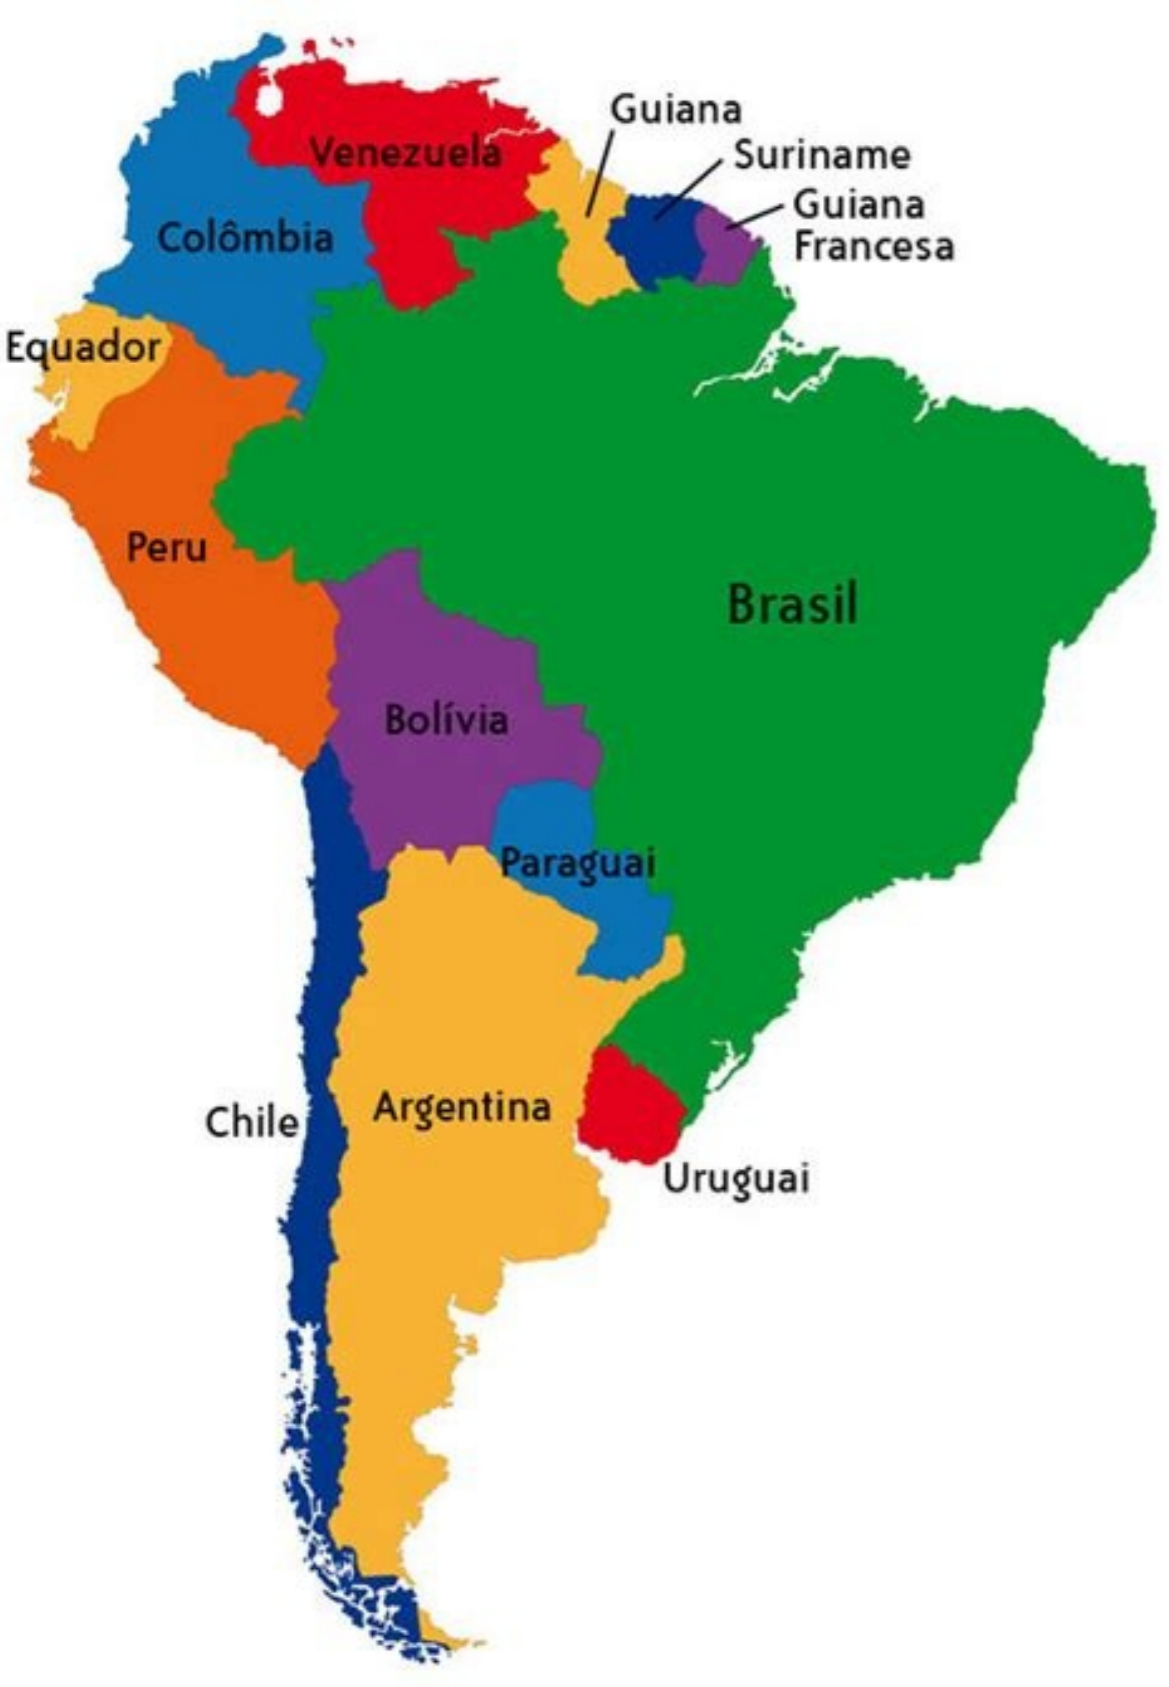 Guiana
Venezuela
Suriname
Guiana
Francesa
Colômbia
Equador
Peru
Brasil
Bolívia
Paraguai
Chile
Argentina
Uruguai